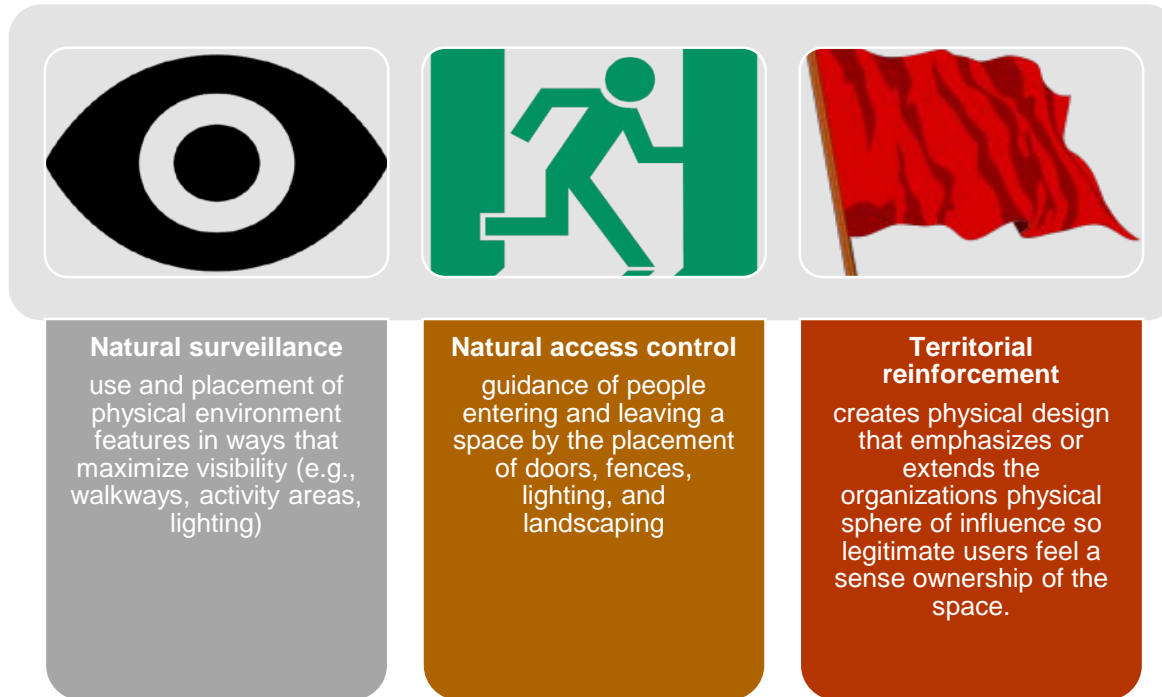 Natural surveillance
use and placement of
physical environment
features in ways that
maximize visibility (e.g.,
walkways, activity areas,
lighting)
Natural access control
guidance of people
entering and leaving a
space by the placement
of doors, fences,
lighting, and
landscaping
Territorial
reinforcement
creates physical design
that emphasizes or
extends the
organizations physical
sphere of influence so
legitimate users feel a
sense ownership of the
space.